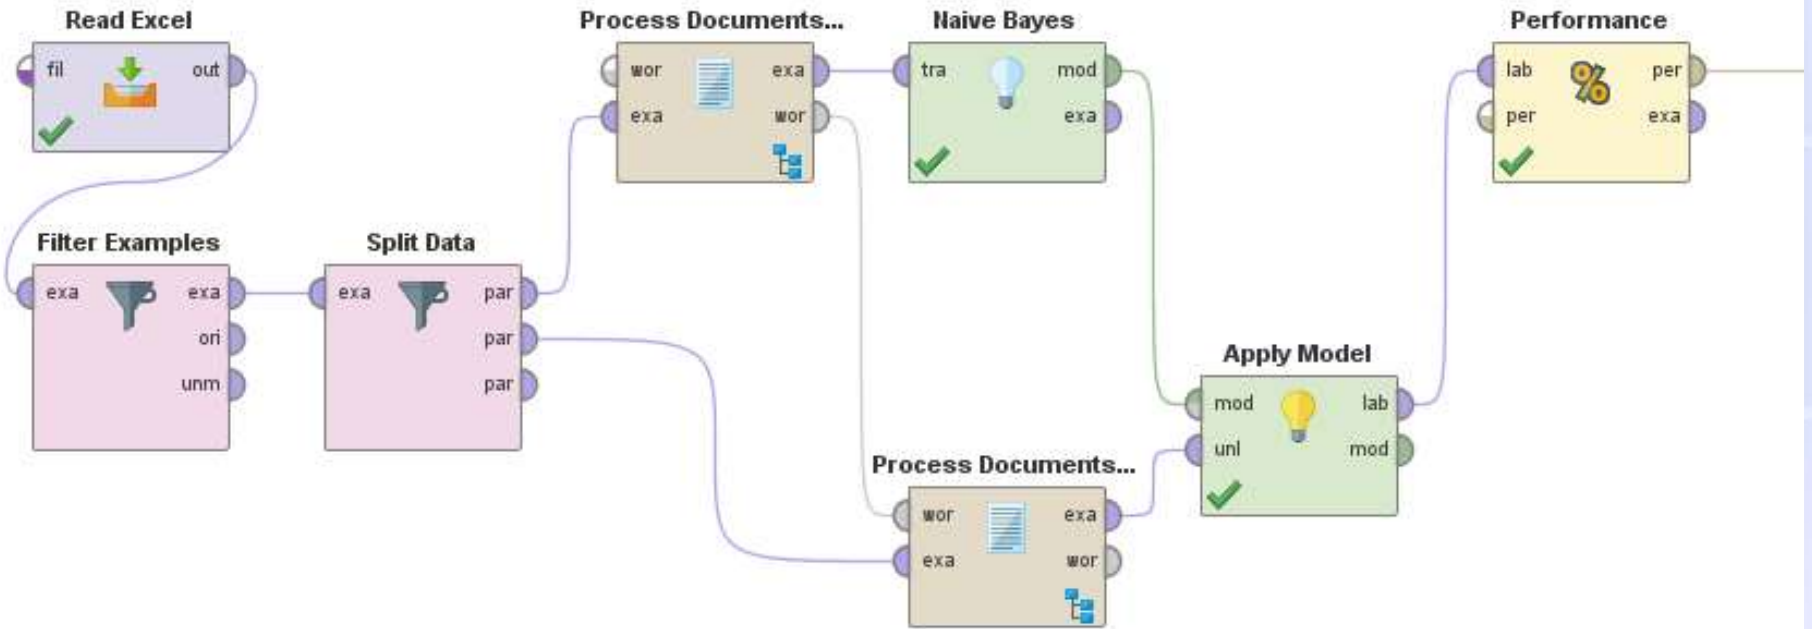 Read Excel
fil out
Process Documents...
wor exa
exa wor
Naive Bayes
tra mod
exa
Performance
lab per
per exa
Filter Examples
exa exa
ori
unm
Split Data
exa par
par
par
Apply Model
mod lab
unl mod
Process Documents...
wor exa
exa wor